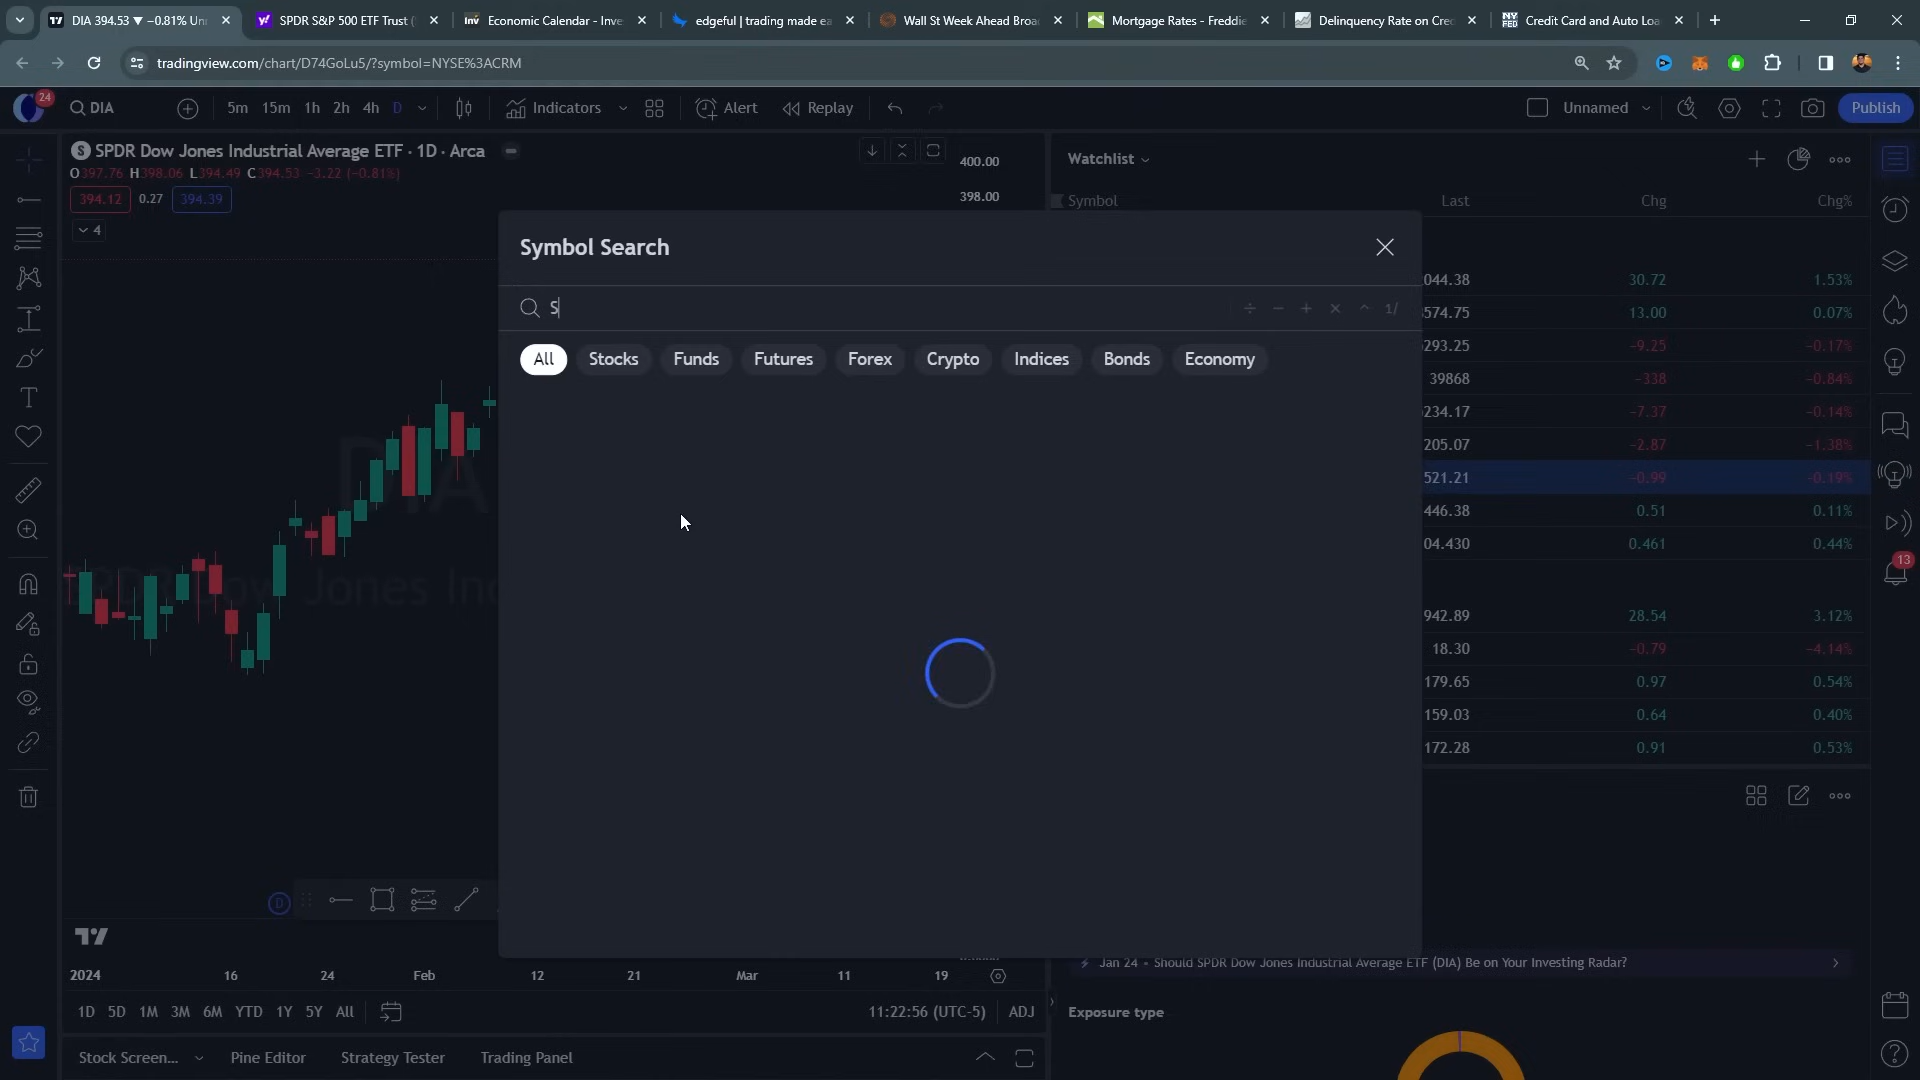 DIA 394.53 ▼ −0.81% Un
SPDR S&P 500 ETF Trust (
Economic Calendar - Inve
edgeful | trading made ea
Wall St Week Ahead Broa
Mortgage Rates - Freddie
Delinquency Rate on Cre
Credit Card and Auto Loa
tradingview.com/chart/D74GoLu5/?symbol=NYSE%3ACRM
24
DIA
5m 15m 1h 2h 4h D
Indicators
Alert
Replay
Unnamed
Publish
SPDR Dow Jones Industrial Average ETF · 1D · Arca
O397.76 H398.06 L394.49 C394.53 −3.22 (−0.81%)
394.12 0.27 394.39
4
400.00
398.00
Watchlist
Symbol Last Chg Chg%
Symbol Search
S
1/
All Stocks Funds Futures Forex Crypto Indices Bonds Economy
044.38 30.72 1.53%
574.75 13.00 0.07%
293.25 −9.25 −0.17%
39868 −338 −0.84%
234.17 −7.37 −0.14%
205.07 −2.87 −1.38%
521.21 −0.99 −0.19%
446.38 0.51 0.11%
04.430 0.461 0.44%
942.89 28.54 3.12%
18.30 −0.79 −4.14%
179.65 0.97 0.54%
159.03 0.64 0.40%
172.28 0.91 0.53%
13
DIA
SPDR Dow Jones Ind
D
2024 16 24 Feb 12 21 Mar 11 19
1D 5D 1M 3M 6M YTD 1Y 5Y All
11:22:56 (UTC-5) ADJ
Jan 24 - Should SPDR Dow Jones Industrial Average ETF (DIA) Be on Your Investing Radar?
Exposure type
Stock Screen... Pine Editor Strategy Tester Trading Panel